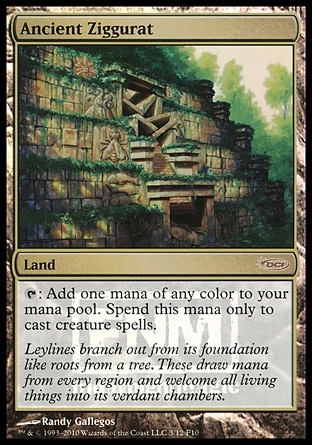 Ancient Ziggurat
DCI
Land
: Add one mana of any color to your
mana pool. Spend this mana only to
cast creature spells.
Leylines branch out from its foundation
like roots from a tree. These draw mana
from every region and welcome all living
things into its verdant chambers.
Randy Gallegos
™ & © 1993–2010 Wizards of the Coast LLC 3/12 F10